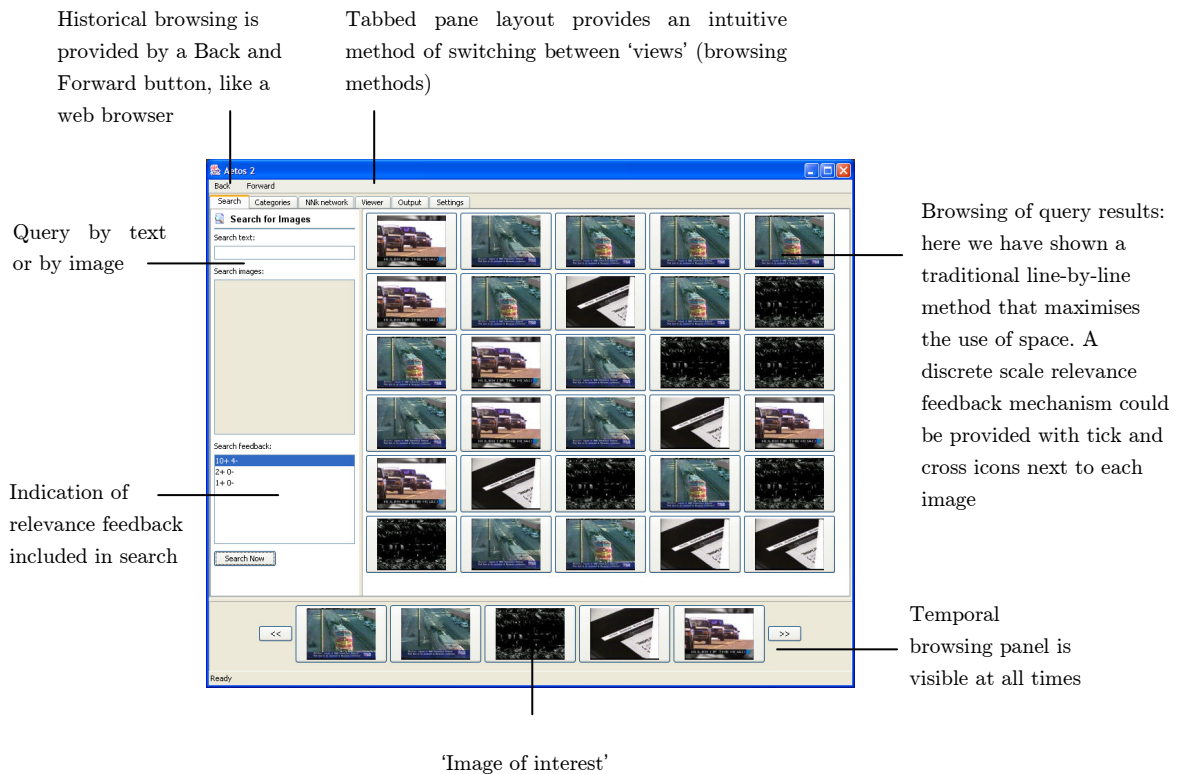 Historical browsing is
provided by a Back and
Forward button, like a
web browser
Tabbed pane layout provides an intuitive
method of switching between ‘views’ (browsing
methods)
Aetos 2
Back Forward
Search Categories NNk network Viewer Output Settings
Search for Images
Search text:
Search images:
Search feedback:
10+ 4-
2+ 0-
1+ 0-
Search Now
<< >>
Ready
Query by text
or by image
Indication of
relevance feedback
included in search
Browsing of query results:
here we have shown a
traditional line-by-line
method that maximises
the use of space. A
discrete scale relevance
feedback mechanism could
be provided with tick and
cross icons next to each
image
Temporal
browsing panel is
visible at all times
‘Image of interest’